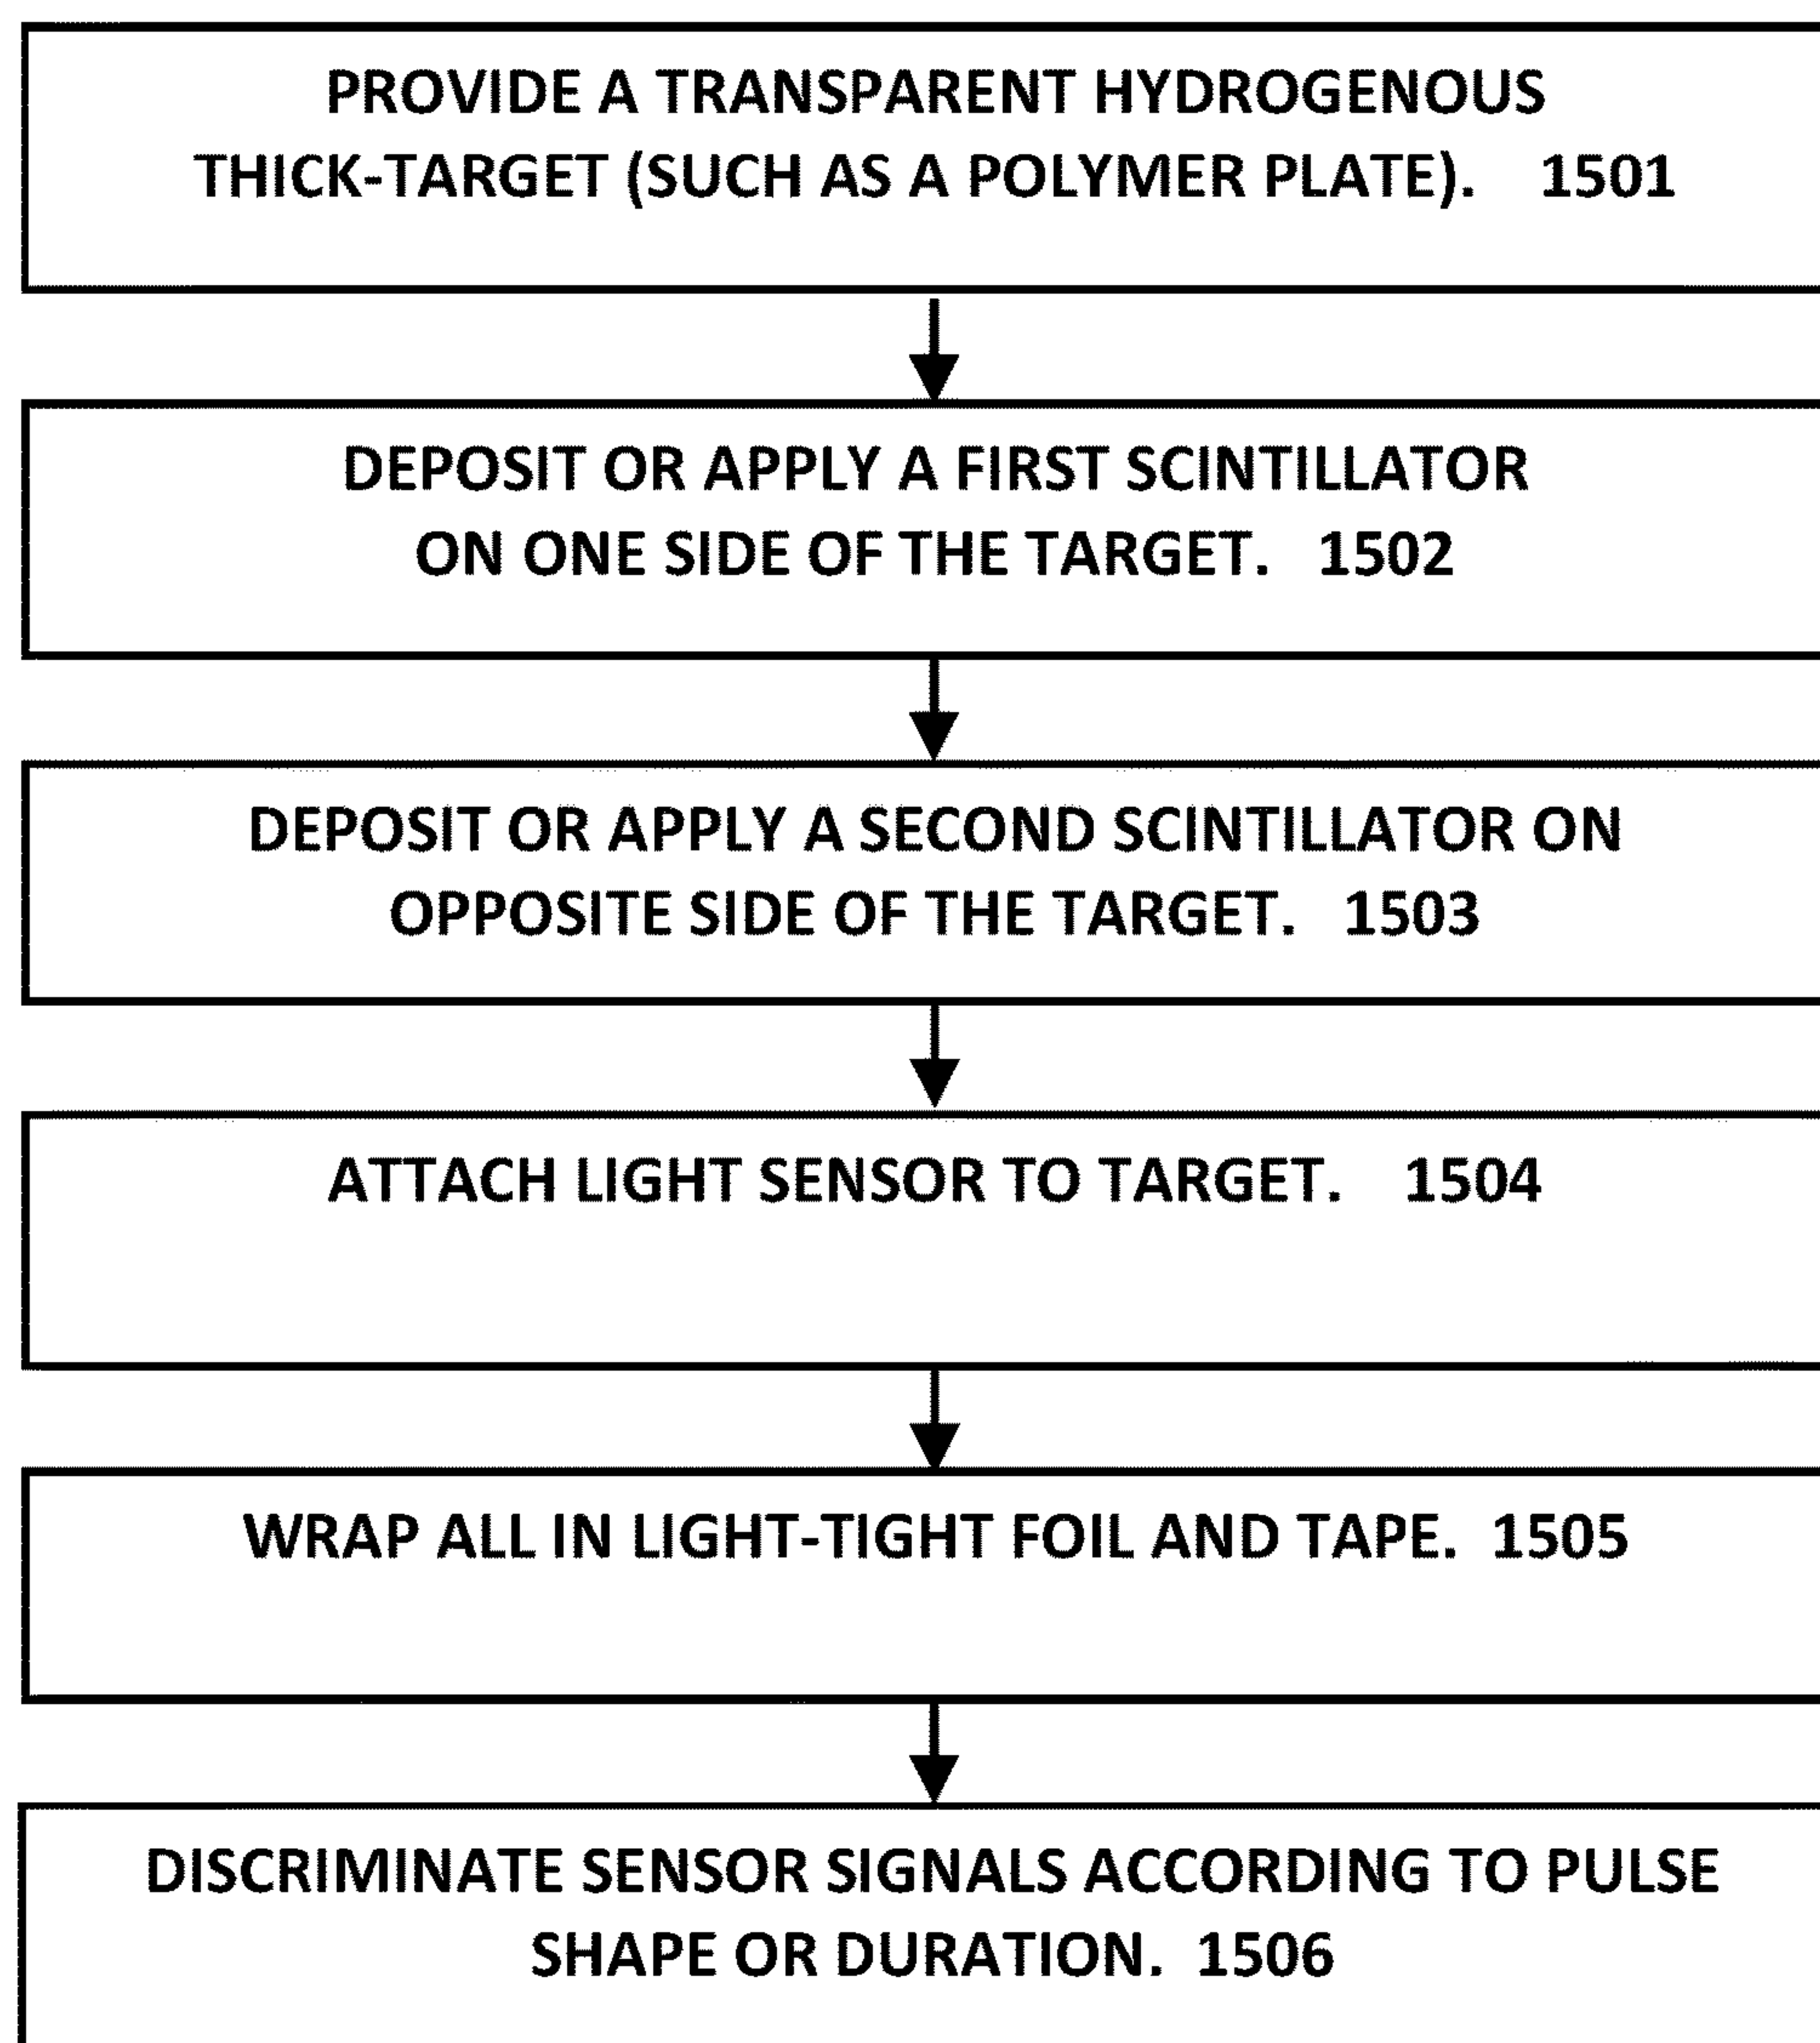 PROVIDE A TRANSPARENT HYDROGENOUS
THICK-TARGET (SUCH AS A POLYMER PLATE). 1501
DEPOSIT OR APPLY A FIRST SCINTILLATOR
ON ONE SIDE OF THE TARGET. 1502
DEPOSIT OR APPLY A SECOND SCINTILLATOR ON
OPPOSITE SIDE OF THE TARGET. 1503
ATTACH LIGHT SENSOR TO TARGET. 1504
WRAP ALL IN LIGHT-TIGHT FOIL AND TAPE. 1505
DISCRIMINATE SENSOR SIGNALS ACCORDING TO PULSE
SHAPE OR DURATION. 1506